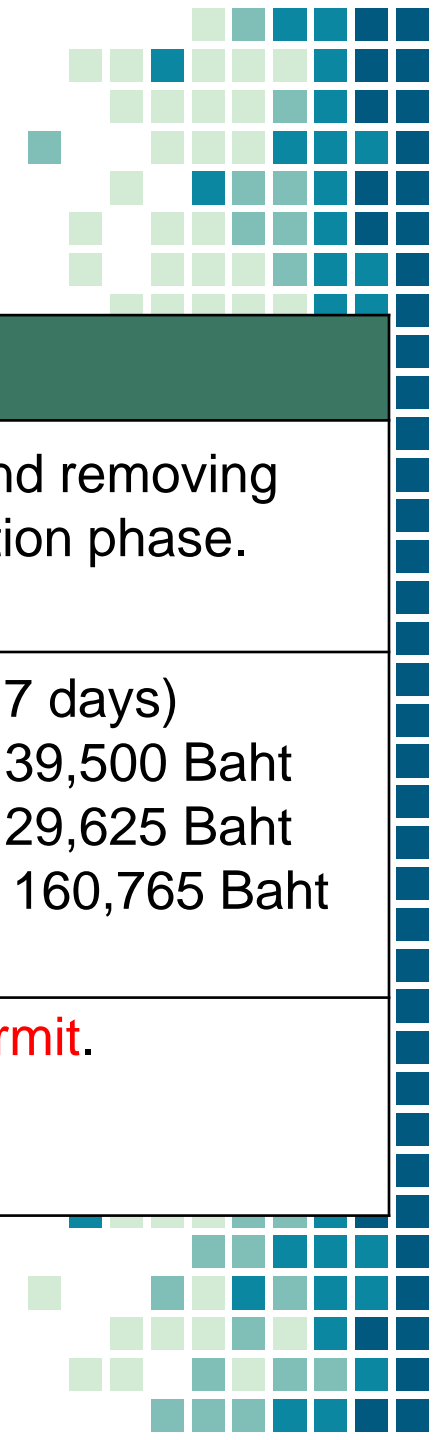 nd removing
tion phase.
7 days)
39,500 Baht
29,625 Baht
160,765 Baht
rmit.